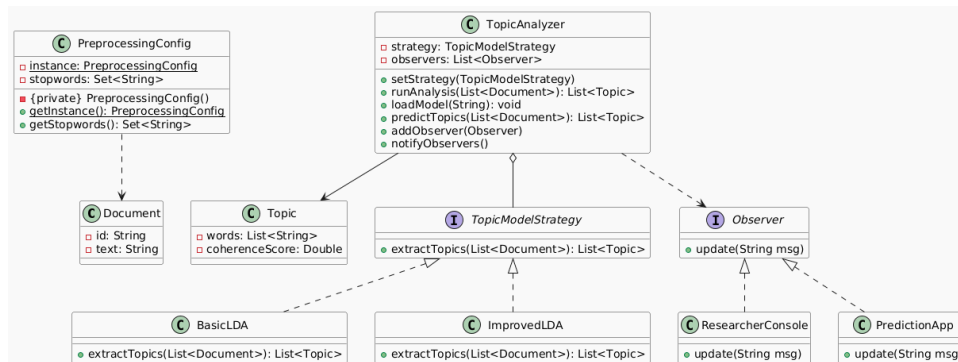 C PreprocessingConfig
instance: PreprocessingConfig
stopwords: Set<String>
{private} PreprocessingConfig()
getInstance(): PreprocessingConfig
getStopwords(): Set<String>
C TopicAnalyzer
strategy: TopicModelStrategy
observers: List<Observer>
setStrategy(TopicModelStrategy)
runAnalysis(List<Document>): List<Topic>
loadModel(String): void
predictTopics(List<Document>): List<Topic>
addObserver(Observer)
notifyObservers()
C Document
id: String
text: String
C Topic
words: List<String>
coherenceScore: Double
I TopicModelStrategy
extractTopics(List<Document>): List<Topic>
I Observer
update(String msg)
C BasicLDA
extractTopics(List<Document>): List<Topic>
C ImprovedLDA
extractTopics(List<Document>): List<Topic>
C ResearcherConsole
update(String msg)
C PredictionApp
update(String msg